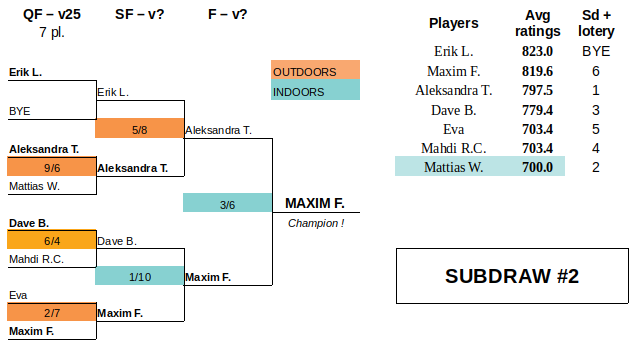 QF – v25 SF – v? F – v?
7 pl.
Erik L.
Erik L.
BYE
5/8
Aleksandra T.
Aleksandra T.
9/6
Aleksandra T.
Mattias W.
3/6
MAXIM F.
Champion !
Dave B.
6/4
Dave B.
Mahdi R.C.
1/10
Maxim F.
Eva
2/7
Maxim F.
Maxim F.
OUTDOORS
INDOORS
Players Avg ratings Sd + lotery
Erik L. 823.0 BYE
Maxim F. 819.6 6
Aleksandra T. 797.5 1
Dave B. 779.4 3
Eva 703.4 5
Mahdi R.C. 703.4 4
Mattias W. 700.0 2
SUBDRAW #2